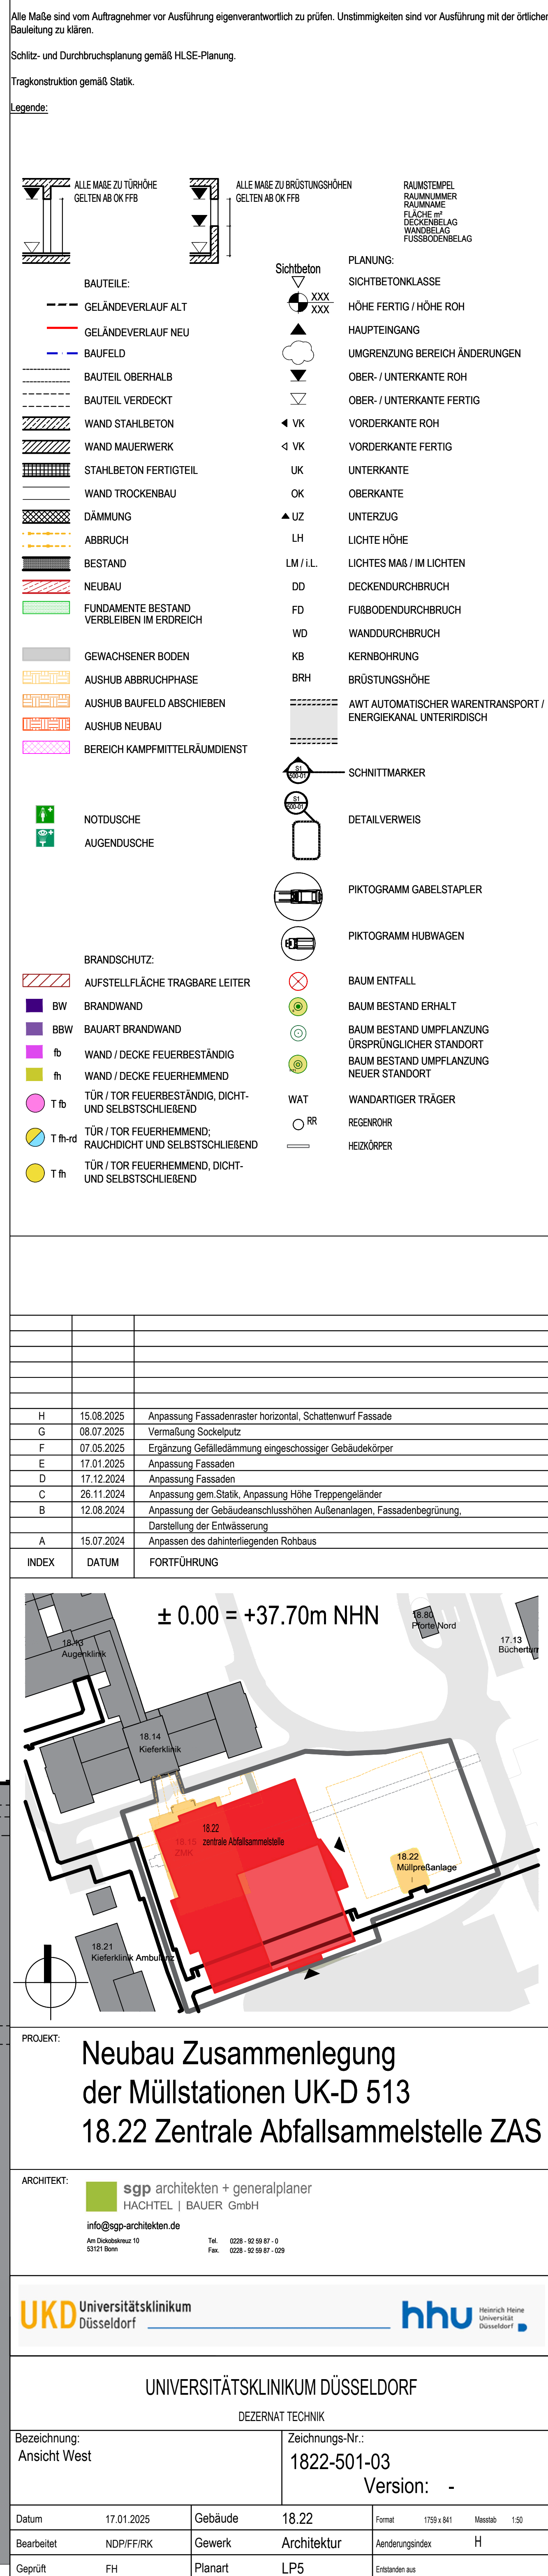 Alle Maße sind vom Auftragnehmer vor Ausführung eigenverantwortlich zu prüfen. Unstimmigkeiten sind vor Ausführung mit der örtlichen
Bauleitung zu klären.
Schlitz- und Durchbruchsplanung gemäß HLSE-Planung.
Tragkonstruktion gemäß Statik.
Legende:
ALLE MAßE ZU TÜRHÖHE
GELTEN AB OK FFB
ALLE MAßE ZU BRÜSTUNGSHÖHEN
GELTEN AB OK FFB
RAUMSTEMPEL
RAUMNUMMER
RAUMNAME
FLÄCHE m²
DECKENBELAG
WANDBELAG
FUSSBODENBELAG
BAUTEILE:
GELÄNDEVERLAUF ALT
GELÄNDEVERLAUF NEU
BAUFELD
BAUTEIL OBERHALB
BAUTEIL VERDECKT
WAND STAHLBETON
WAND MAUERWERK
STAHLBETON FERTIGTEIL
WAND TROCKENBAU
DÄMMUNG
ABBRUCH
BESTAND
NEUBAU
FUNDAMENTE BESTAND
VERBLEIBEN IM ERDREICH
GEWACHSENER BODEN
AUSHUB ABBRUCHPHASE
AUSHUB BAUFELD ABSCHIEBEN
AUSHUB NEUBAU
BEREICH KAMPFMITTELRÄUMDIENST
NOTDUSCHE
AUGENDUSCHE
PLANUNG:
Sichtbeton
SICHTBETONKLASSE
XXX
XXX
HÖHE FERTIG / HÖHE ROH
HAUPTEINGANG
UMGRENZUNG BEREICH ÄNDERUNGEN
OBER- / UNTERKANTE ROH
OBER- / UNTERKANTE FERTIG
VK VORDERKANTE ROH
VK VORDERKANTE FERTIG
UK UNTERKANTE
OK OBERKANTE
UZ UNTERZUG
LH LICHTE HÖHE
LM / i.L. LICHTES MAß / IM LICHTEN
DD DECKENDURCHBRUCH
FD FUßBODENDURCHBRUCH
WD WANDDURCHBRUCH
KB KERNBOHRUNG
BRH BRÜSTUNGSHÖHE
AWT AUTOMATISCHER WARENTRANSPORT /
ENERGIEKANAL UNTERIRDISCH
S1
500-01
SCHNITTMARKER
S1
500-01
DETAILVERWEIS
PIKTOGRAMM GABELSTAPLER
PIKTOGRAMM HUBWAGEN
BRANDSCHUTZ:
AUFSTELLFLÄCHE TRAGBARE LEITER
BW BRANDWAND
BBW BAUART BRANDWAND
fb WAND / DECKE FEUERBESTÄNDIG
fh WAND / DECKE FEUERHEMMEND
T fb TÜR / TOR FEUERBESTÄNDIG, DICHT-
UND SELBSTSCHLIEßEND
T fh-rd TÜR / TOR FEUERHEMMEND;
RAUCHDICHT UND SELBSTSCHLIEßEND
T fh TÜR / TOR FEUERHEMMEND, DICHT-
UND SELBSTSCHLIEßEND
BAUM ENTFALL
BAUM BESTAND ERHALT
BAUM BESTAND UMPFLANZUNG
ÜRSPRÜNGLICHER STANDORT
BAUM BESTAND UMPFLANZUNG
NEUER STANDORT
WAT WANDARTIGER TRÄGER
RR REGENROHR
HEIZKÖRPER
H 15.08.2025 Anpassung Fassadenraster horizontal, Schattenwurf Fassade
G 08.07.2025 Vermaßung Sockelputz
F 07.05.2025 Ergänzung Gefälledämmung eingeschossiger Gebäudekörper
E 17.01.2025 Anpassung Fassaden
D 17.12.2024 Anpassung Fassaden
C 26.11.2024 Anpassung gem.Statik, Anpassung Höhe Treppengeländer
B 12.08.2024 Anpassung der Gebäudeanschlusshöhen Außenanlagen, Fassadenbegrünung,
Darstellung der Entwässerung
A 15.07.2024 Anpassen des dahinterliegenden Rohbaus
INDEX DATUM FORTFÜHRUNG
± 0.00 = +37.70m NHN
18.80
Pforte Nord
17.13
Büchertur
18.13
Augenklinik
18.14
Kieferklinik
18.22
zentrale Abfallsammelstelle
18.15
ZMK
18.22
Müllpreßanlage
18.21
Kieferklinik Ambulanz
PROJEKT:
Neubau Zusammenlegung
der Müllstationen UK-D 513
18.22 Zentrale Abfallsammelstelle ZAS
ARCHITEKT:
sgp architekten + generalplaner
HACHTEL | BAUER GmbH
info@sgp-architekten.de
Am Dickobskreuz 10
53121 Bonn
Tel. 0228 - 92 59 87 - 0
Fax. 0228 - 92 59 87 - 029
UKD Universitätsklinikum
Düsseldorf
hhu Heinrich Heine
Universität
Düsseldorf
UNIVERSITÄTSKLINIKUM DÜSSELDORF
DEZERNAT TECHNIK
Bezeichnung:
Ansicht West
Zeichnungs-Nr.:
1822-501-03
Version: -
Datum 17.01.2025 Gebäude 18.22 Format 1759 x 841 Masstab 1:50
Bearbeitet NDP/FF/RK Gewerk Architektur Aenderungsindex H
Geprüft FH Planart LP5 Entstanden aus